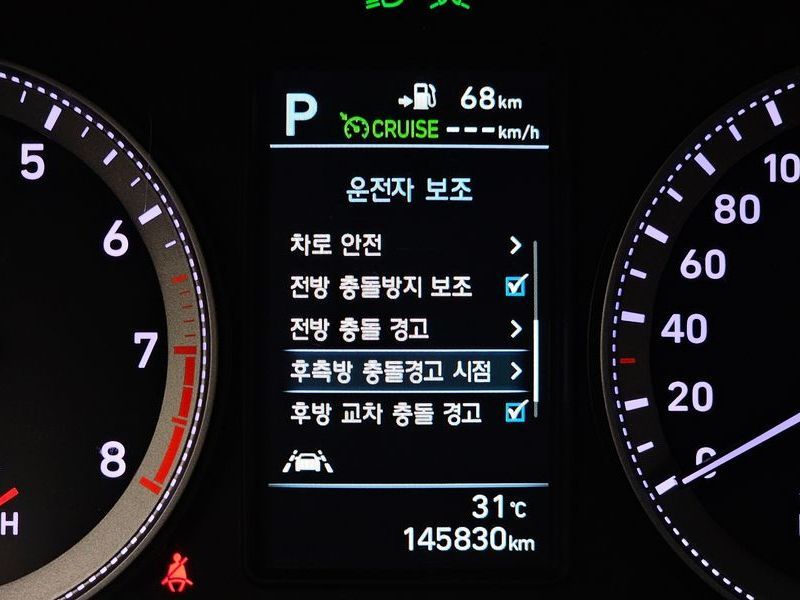 P 68km
CRUISE ---km/h
운전자 보조
차로 안전
전방 충돌방지 보조
전방 충돌 경고
후측방 충돌경고 시점
후방 교차 충돌 경고
31℃
145830km
5
6
7
8
H
100
80
60
40
20
0